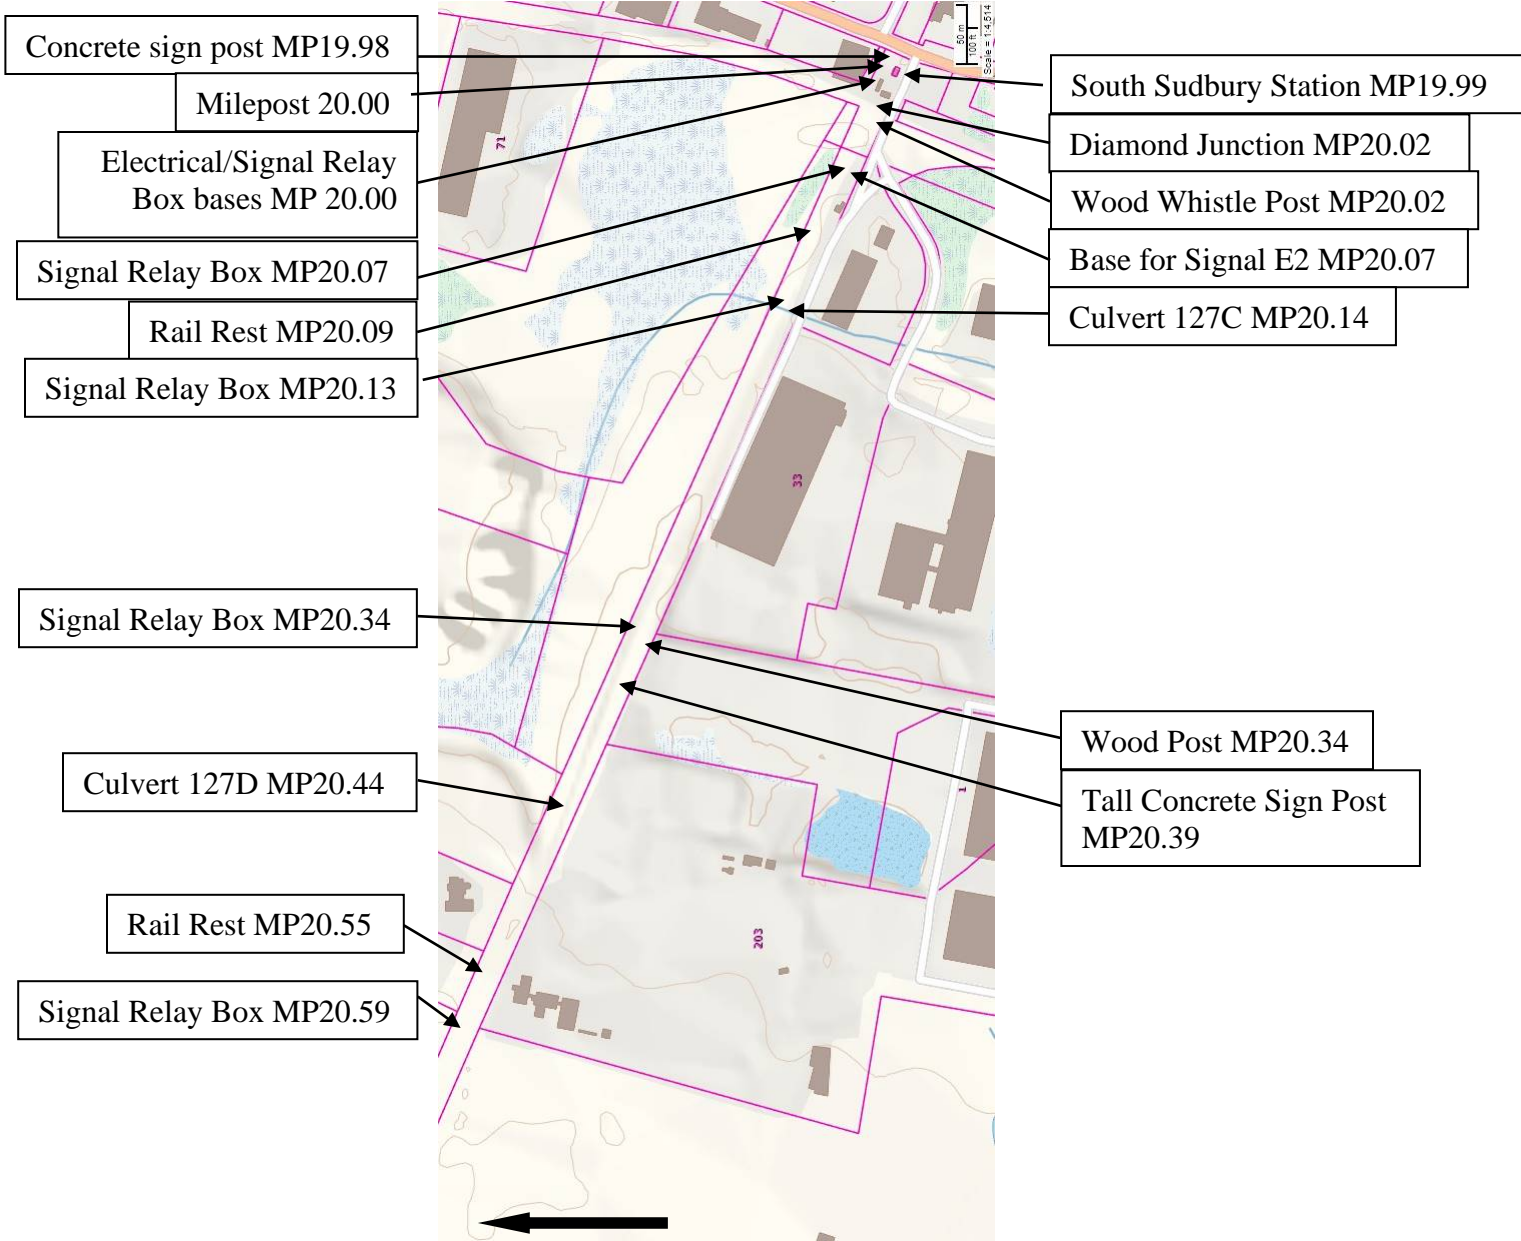 Concrete sign post MP19.98
Milepost 20.00
Electrical/Signal Relay
Box bases MP 20.00
Signal Relay Box MP20.07
Rail Rest MP20.09
Signal Relay Box MP20.13
Signal Relay Box MP20.34
Culvert 127D MP20.44
Rail Rest MP20.55
Signal Relay Box MP20.59
50 m
100 ft
Scale = 1:4,514
71
33
203
1
South Sudbury Station MP19.99
Diamond Junction MP20.02
Wood Whistle Post MP20.02
Base for Signal E2 MP20.07
Culvert 127C MP20.14
Wood Post MP20.34
Tall Concrete Sign Post
MP20.39